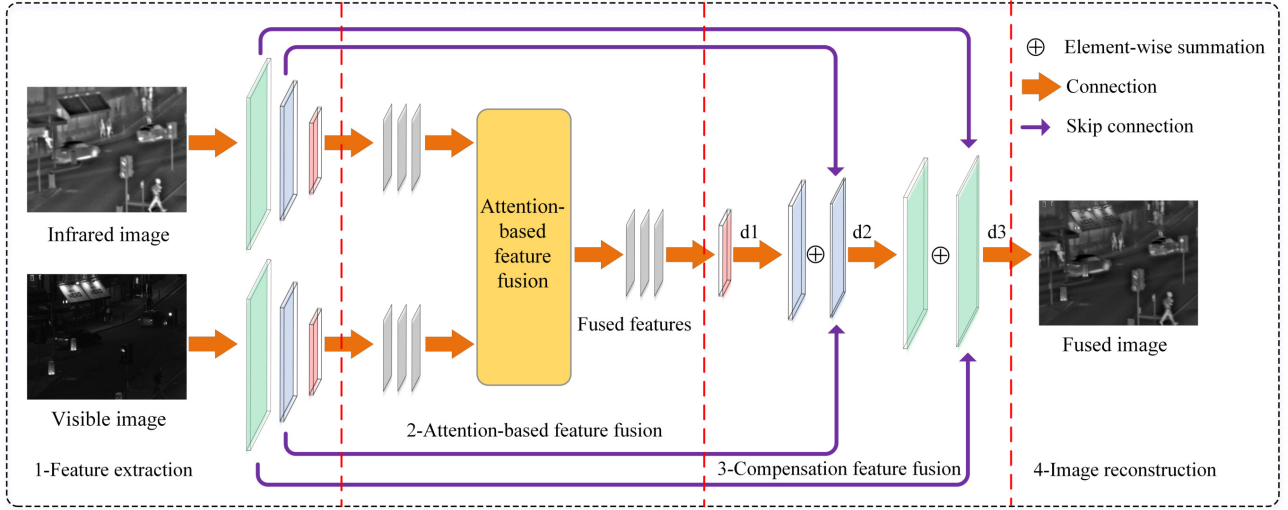 Element-wise summation
Connection
Skip connection
Infrared image
Attention-
based
feature
fusion
d1
d2
d3
Fused features
Fused image
Visible image
2-Attention-based feature fusion
1-Feature extraction
3-Compensation feature fusion
4-Image reconstruction